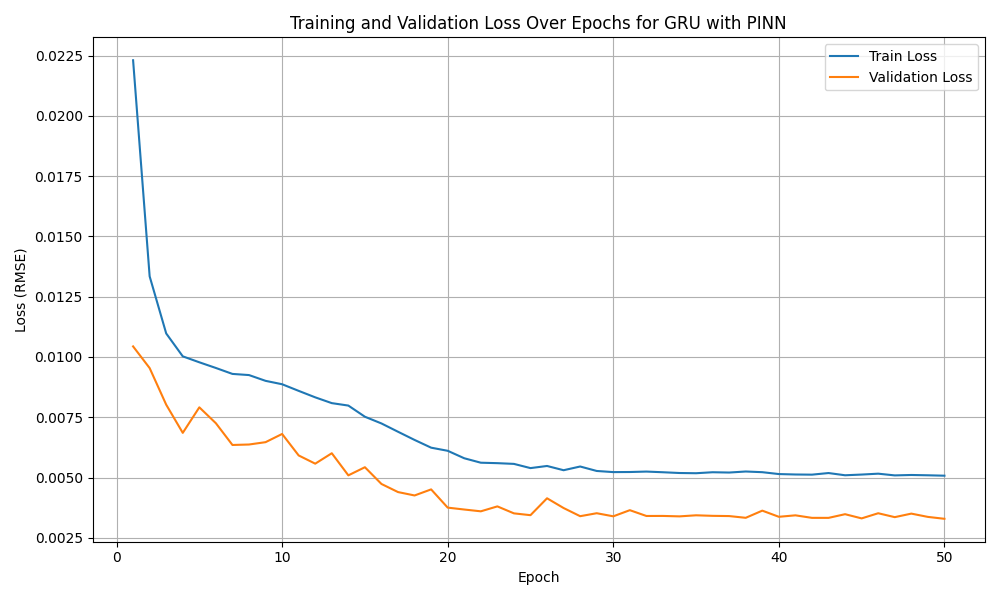 Training and Validation Loss Over Epochs for GRU with PINN
Train Loss
Validation Loss
Loss (RMSE)
0.0225
0.0200
0.0175
0.0150
0.0125
0.0100
0.0075
0.0050
0.0025
0 10 20 30 40 50
Epoch